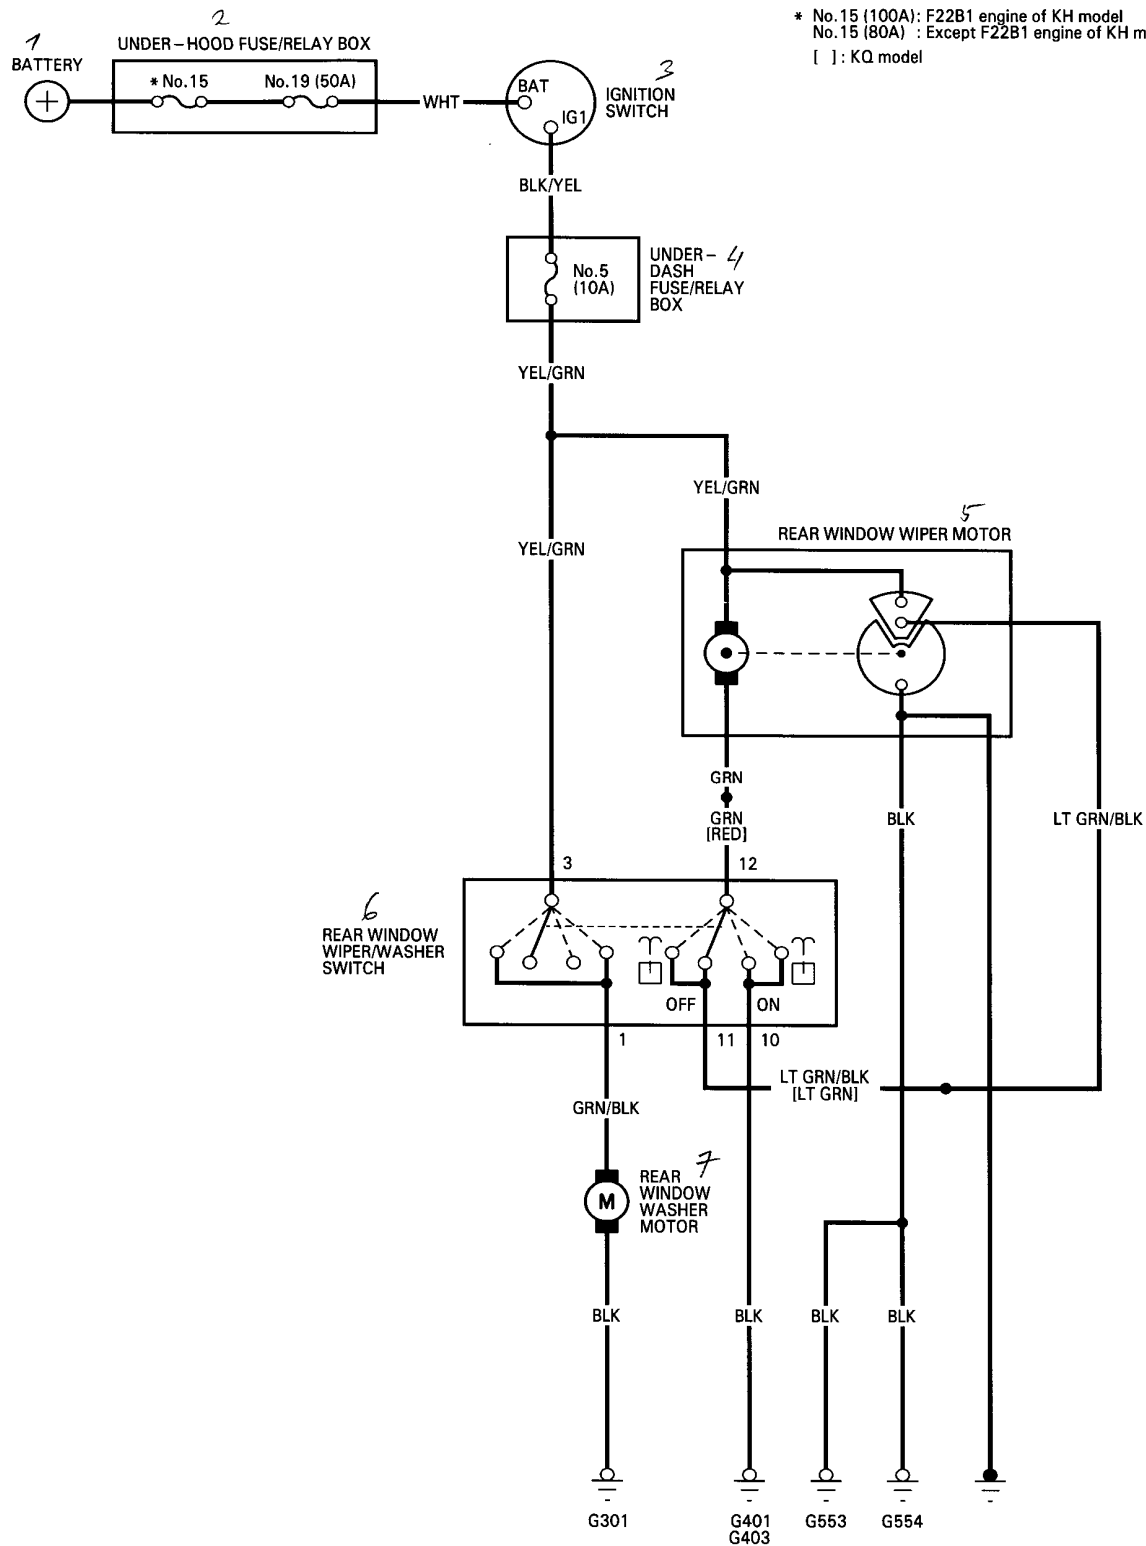 * No.15 (100A): F22B1 engine of KH model
No.15 (80A) : Except F22B1 engine of KH m
[ ]: KQ model
1
BATTERY
2
UNDER-HOOD FUSE/RELAY BOX
* No.15
No.19 (50A)
+
WHT
BAT
IG1
3
IGNITION
SWITCH
BLK/YEL
No.5
(10A)
UNDER- 4
DASH
FUSE/RELAY
BOX
YEL/GRN
YEL/GRN
YEL/GRN
5
REAR WINDOW WIPER MOTOR
GRN
GRN
[RED]
BLK
LT GRN/BLK
3
12
6
REAR WINDOW
WIPER/WASHER
SWITCH
OFF
ON
1
11
10
LT GRN/BLK
[LT GRN]
GRN/BLK
M
REAR 7
WINDOW
WASHER
MOTOR
BLK
BLK
BLK
BLK
G301
G401
G403
G553
G554